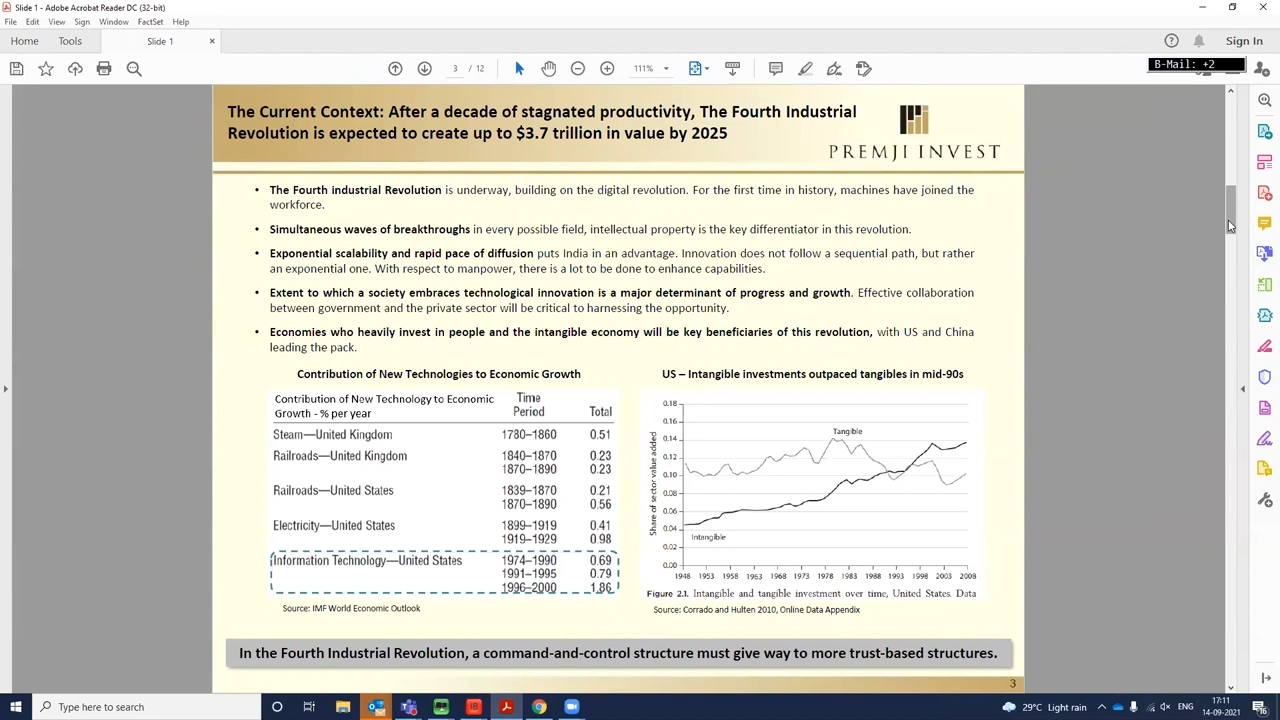 Slide 1 - Adobe Acrobat Reader DC (32-bit)
File Edit View Sign Window FactSet Help
Home Tools Slide 1 × Sign In
3 / 12 111% B-Mail: +2
The Current Context: After a decade of stagnated productivity, The Fourth Industrial
Revolution is expected to create up to $3.7 trillion in value by 2025
PREMJI INVEST
• The Fourth industrial Revolution is underway, building on the digital revolution. For the first time in history, machines have joined the
workforce.
• Simultaneous waves of breakthroughs in every possible field, intellectual property is the key differentiator in this revolution.
• Exponential scalability and rapid pace of diffusion puts India in an advantage. Innovation does not follow a sequential path, but rather
an exponential one. With respect to manpower, there is a lot to be done to enhance capabilities.
• Extent to which a society embraces technological innovation is a major determinant of progress and growth. Effective collaboration
between government and the private sector will be critical to harnessing the opportunity.
• Economies who heavily invest in people and the intangible economy will be key beneficiaries of this revolution, with US and China
leading the pack.
Contribution of New Technologies to Economic Growth
Contribution of New Technology to Economic Time
Growth - % per year Period Total
Steam—United Kingdom 1780–1860 0.51
Railroads—United Kingdom 1840–1870 0.23
1870–1890 0.23
Railroads—United States 1839–1870 0.21
1870–1890 0.56
Electricity—United States 1899–1919 0.41
1919–1929 0.98
Information Technology—United States 1974–1990 0.69
1991–1995 0.79
1996–2000 1.86
Source: IMF World Economic Outlook
US – Intangible investments outpaced tangibles in mid-90s
Share of sector value added
0.18
0.16
0.14
0.12
0.10
0.08
0.06
0.04
0.02
0.00
Tangible
Intangible
1948 1953 1958 1963 1968 1973 1978 1983 1988 1993 1998 2003 2008
Figure 2.1. Intangible and tangible investment over time, United States. Data
Source: Corrado and Hulten 2010, Online Data Appendix
In the Fourth Industrial Revolution, a command-and-control structure must give way to more trust-based structures.
3
Type here to search 29°C Light rain ENG 17:11
14-09-2021 16